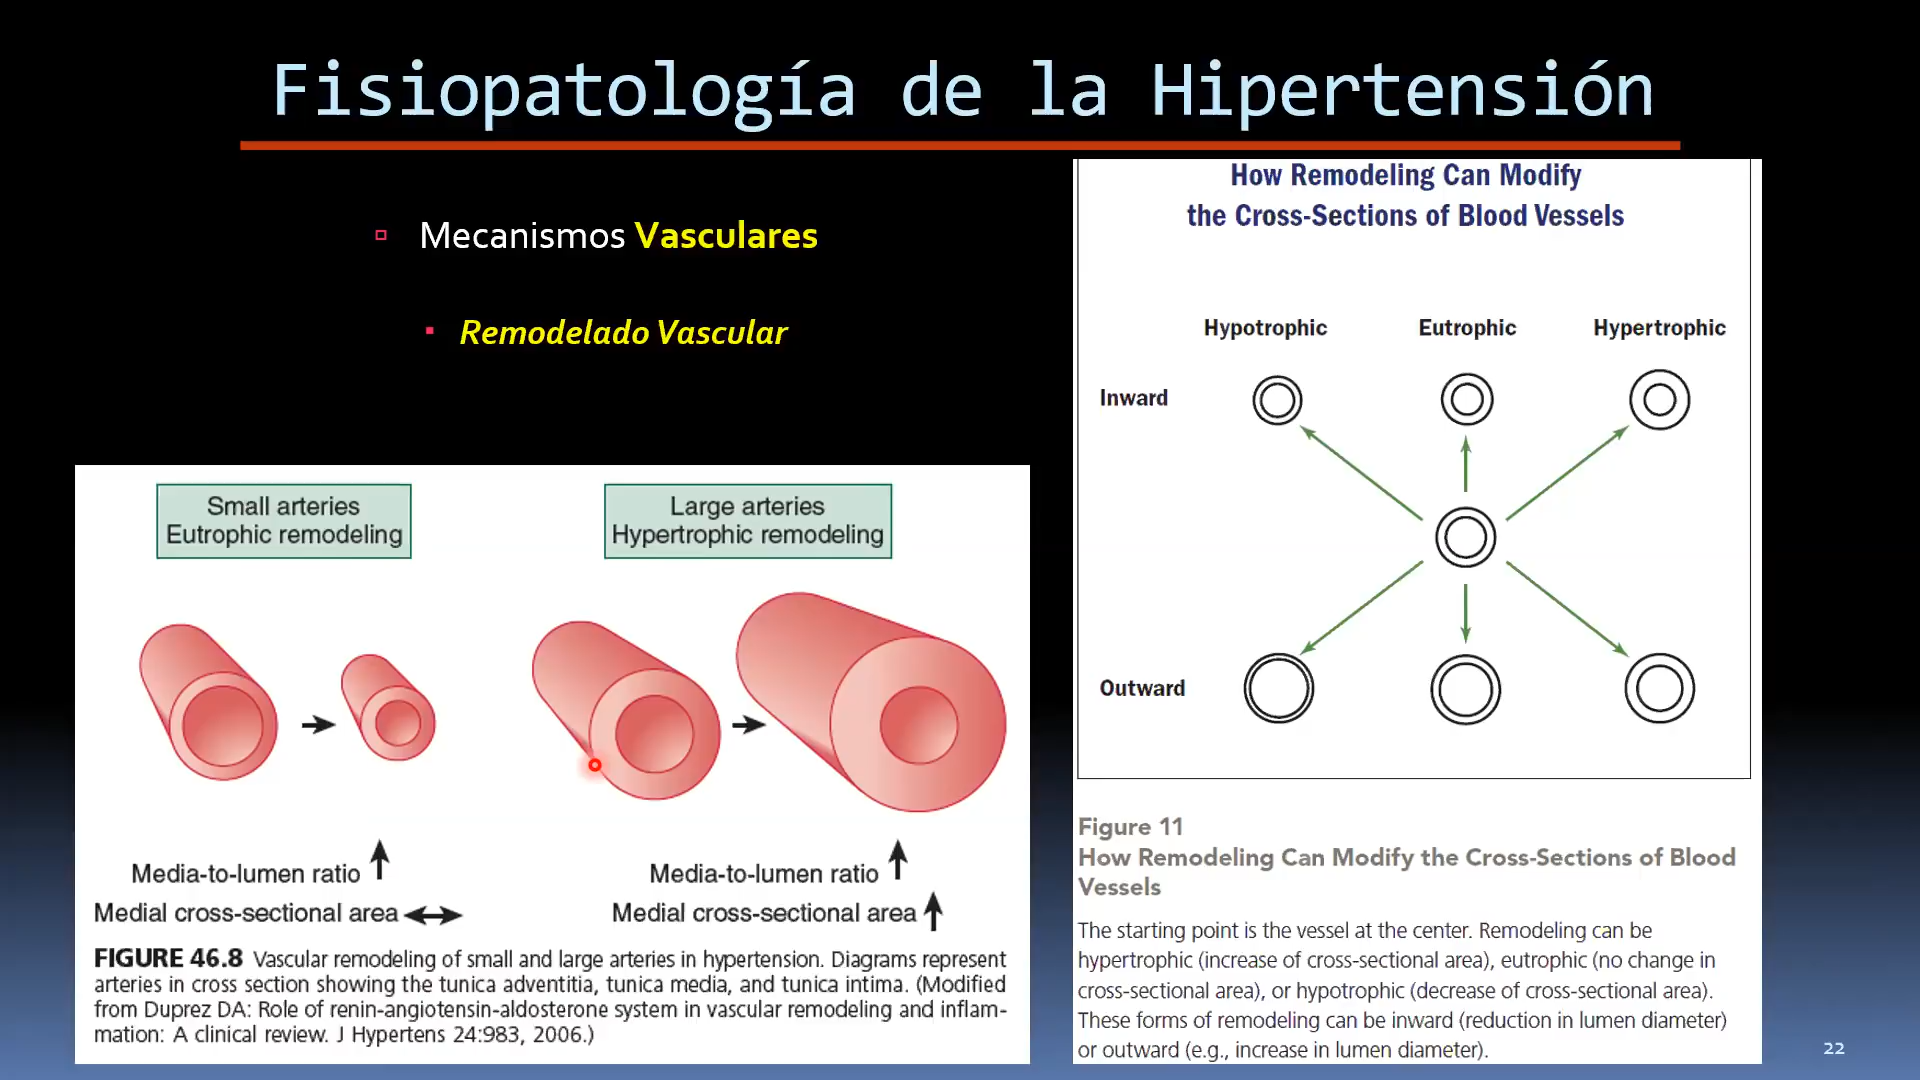 Fisiopatología de la Hipertensión
Mecanismos Vasculares
Remodelado Vascular
Small arteries
Eutrophic remodeling
Large arteries
Hypertrophic remodeling
Media-to-lumen ratio
Medial cross-sectional area
Media-to-lumen ratio
Medial cross-sectional area
FIGURE 46.8 Vascular remodeling of small and large arteries in hypertension. Diagrams represent
arteries in cross section showing the tunica adventitia, tunica media, and tunica intima. (Modified
from Duprez DA: Role of renin-angiotensin-aldosterone system in vascular remodeling and inflam-
mation: A clinical review. J Hypertens 24:983, 2006.)
How Remodeling Can Modify
the Cross-Sections of Blood Vessels
Hypotrophic Eutrophic Hypertrophic
Inward
Outward
Figure 11
How Remodeling Can Modify the Cross-Sections of Blood
Vessels
The starting point is the vessel at the center. Remodeling can be
hypertrophic (increase of cross-sectional area), eutrophic (no change in
cross-sectional area), or hypotrophic (decrease of cross-sectional area).
These forms of remodeling can be inward (reduction in lumen diameter)
or outward (e.g., increase in lumen diameter).
22